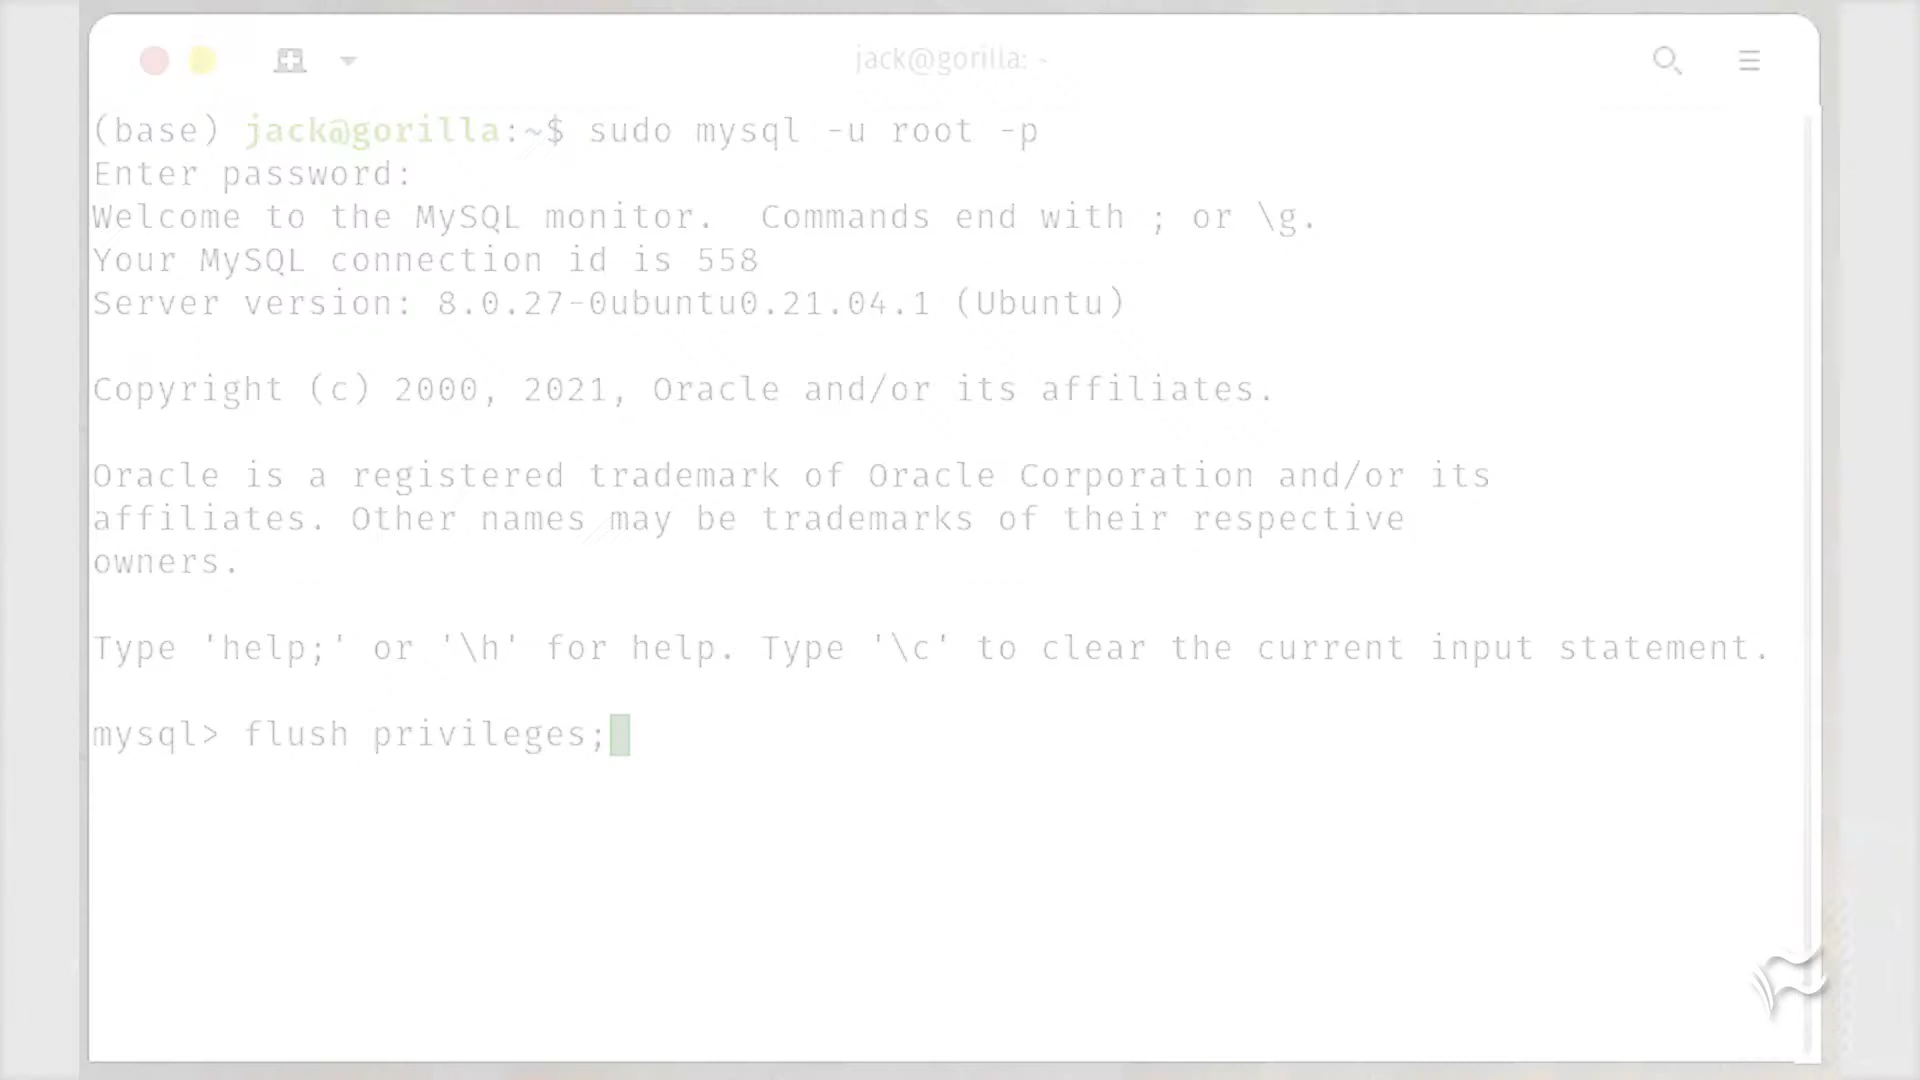 jack@gorilla: ~
(base) jack@gorilla:~$ sudo mysql -u root -p
Enter password:
Welcome to the MySQL monitor.  Commands end with ; or \g.
Your MySQL connection id is 558
Server version: 8.0.27-0ubuntu0.21.04.1 (Ubuntu)
Copyright (c) 2000, 2021, Oracle and/or its affiliates.
Oracle is a registered trademark of Oracle Corporation and/or its
affiliates. Other names may be trademarks of their respective
owners.
Type 'help;' or '\h' for help. Type '\c' to clear the current input statement.
mysql> flush privileges;